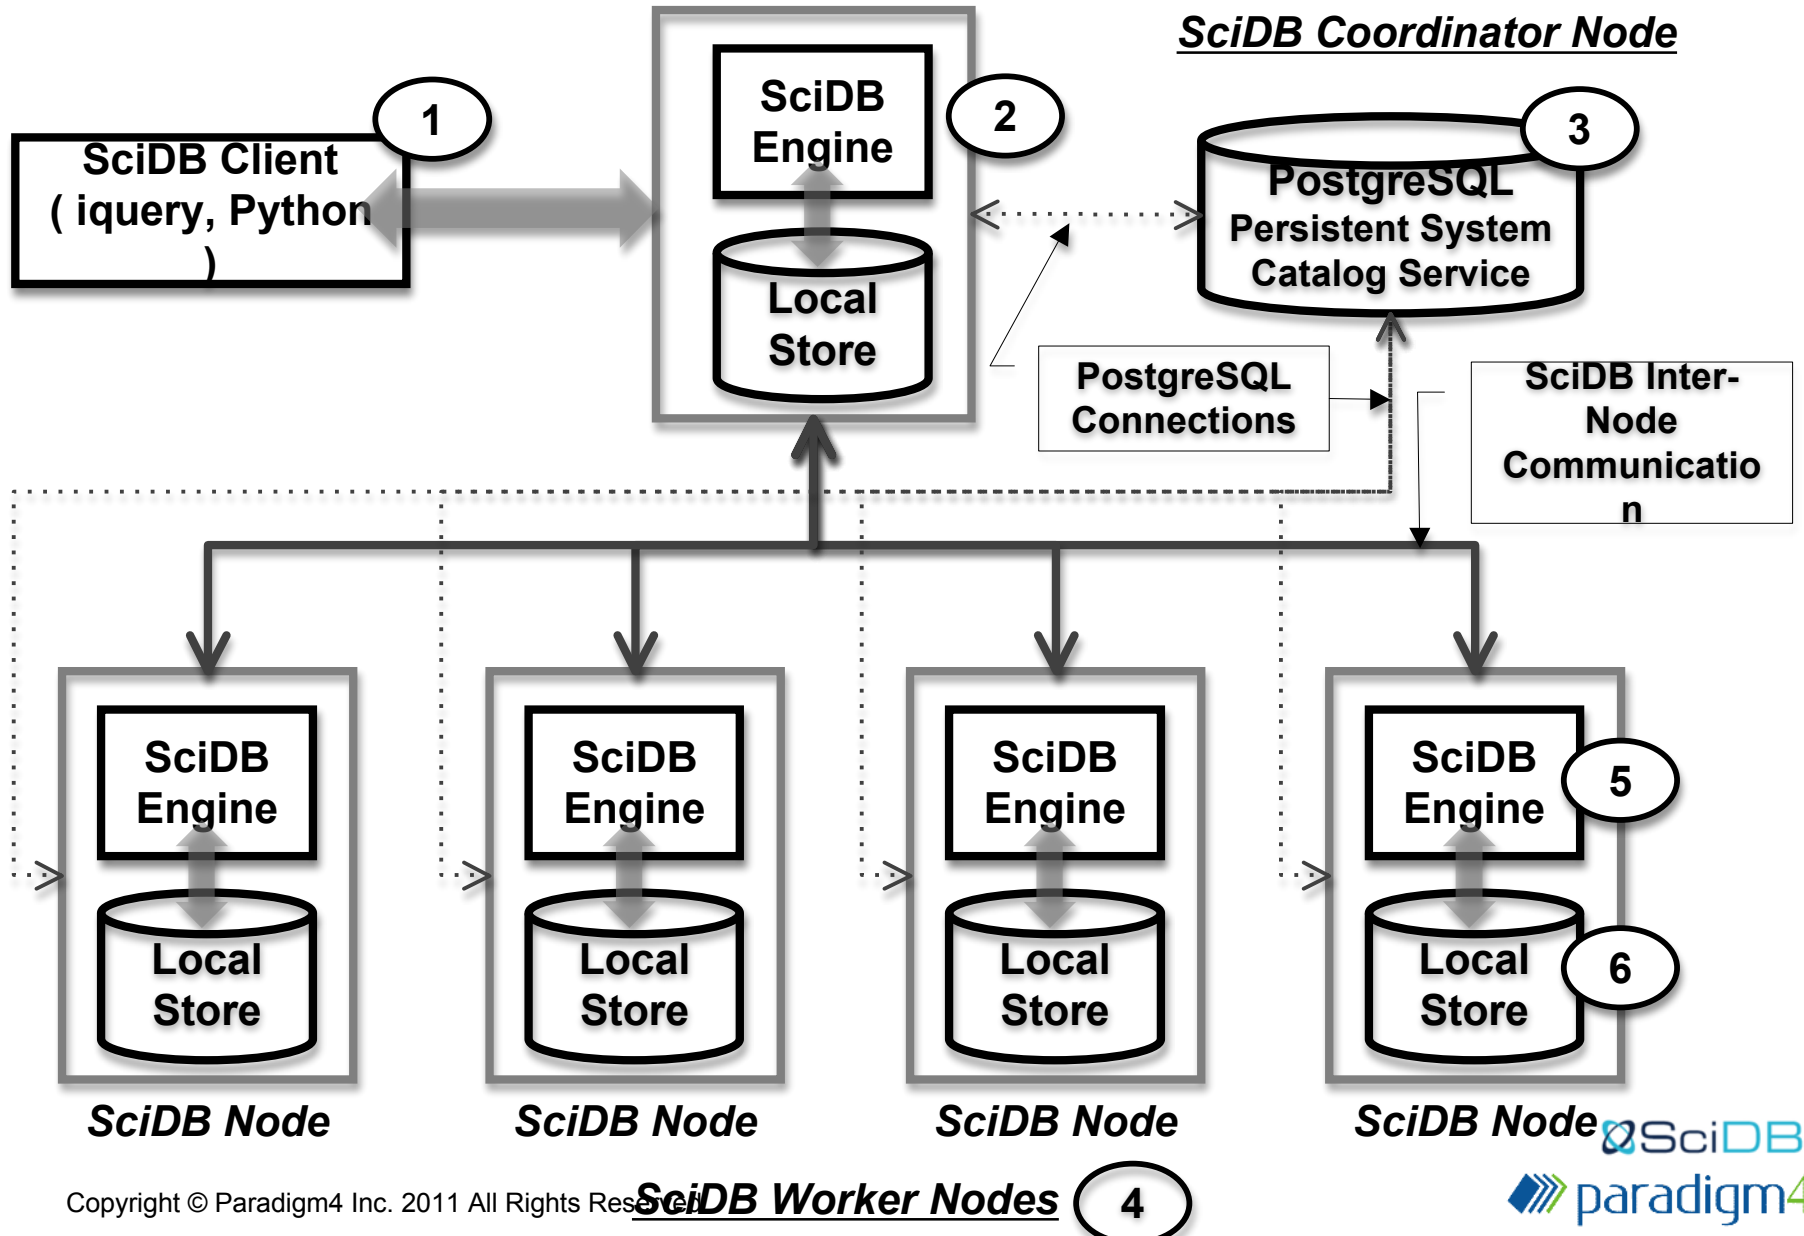 SciDB Coordinator Node
1
SciDB Client
( iquery, Python
)
SciDB
Engine
2
Local
Store
3
PostgreSQL
Persistent System
Catalog Service
PostgreSQL
Connections
SciDB Inter-
Node
Communicatio
n
SciDB
Engine
Local
Store
SciDB Node
SciDB
Engine
Local
Store
SciDB Node
SciDB
Engine
Local
Store
SciDB Node
SciDB
Engine
5
Local
Store
6
SciDB Node
SciDB
Copyright © Paradigm4 Inc. 2011 All Rights Reserved
SciDB Worker Nodes
4
paradigm4